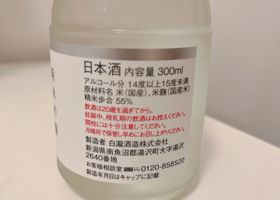 日本酒 内容量 300ml
アルコール分 14度以上15度未満
原材料名 米(国産)、米麹(国産米)
精米歩合 55%
飲酒は20歳を過ぎてから。
妊娠中、授乳期の飲酒はお控えください。
開栓には十分注意してください。
冷暗所で保管し早めにお召し上がりください。
製造者 白瀧酒造株式会社
新潟県南魚沼郡湯沢町大字湯沢
2640番地
お客様相談室 0120-858520
製造年月日はキャップに記載